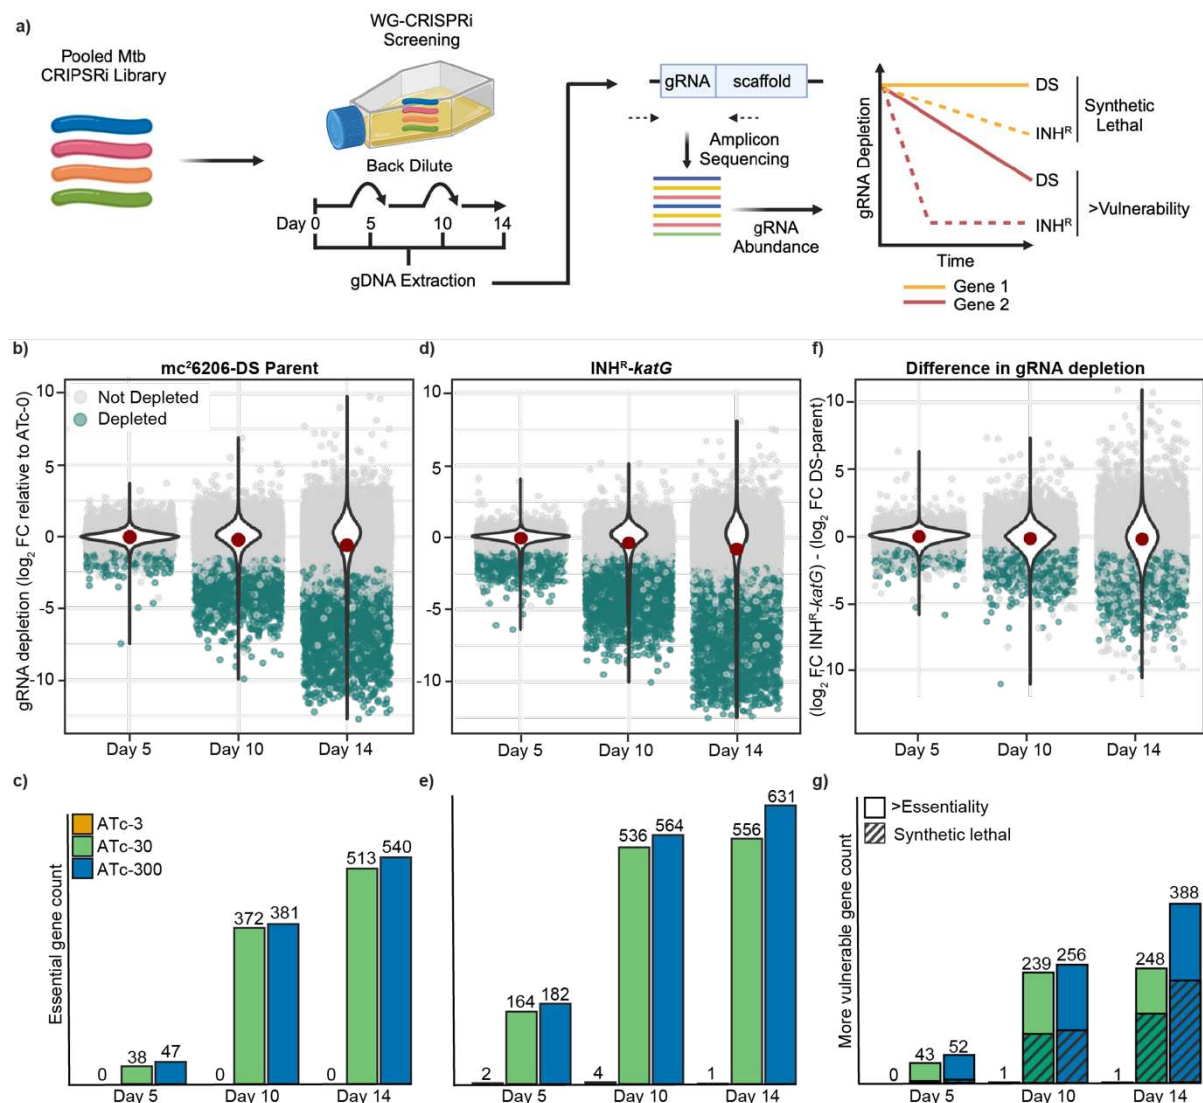 a)
Pooled Mtb
CRIPSRi Library
WG-CRISPRi
Screening
Back Dilute
Day 0 5 10 14
gDNA Extraction
gRNA scaffold
Amplicon
Sequencing
gRNA
Abundance
gRNA Depletion
Time
DS
INHR
Synthetic
Lethal
DS
INHR
>Vulnerability
Gene 1
Gene 2
b)
mc²6206-DS Parent
gRNA depletion (log₂ FC relative to ATc-0)
10
5
0
-5
-10
Not Depleted
Depleted
Day 5 Day 10 Day 14
d)
INHR-katG
10
5
0
-5
-10
Day 5 Day 10 Day 14
f)
Difference in gRNA depletion
(log₂ FC INHR-katG) - (log₂ FC DS-parent)
10
5
0
-5
-10
Day 5 Day 10 Day 14
c)
Essential gene count
ATc-3
ATc-30
ATc-300
0 38 47
0 372 381
0 513 540
Day 5 Day 10 Day 14
e)
2 164 182
4 536 564
1 556 631
Day 5 Day 10 Day 14
g)
More vulnerable gene count
>Essentiality
Synthetic lethal
0 43 52
1 239 256
1 248 388
Day 5 Day 10 Day 14